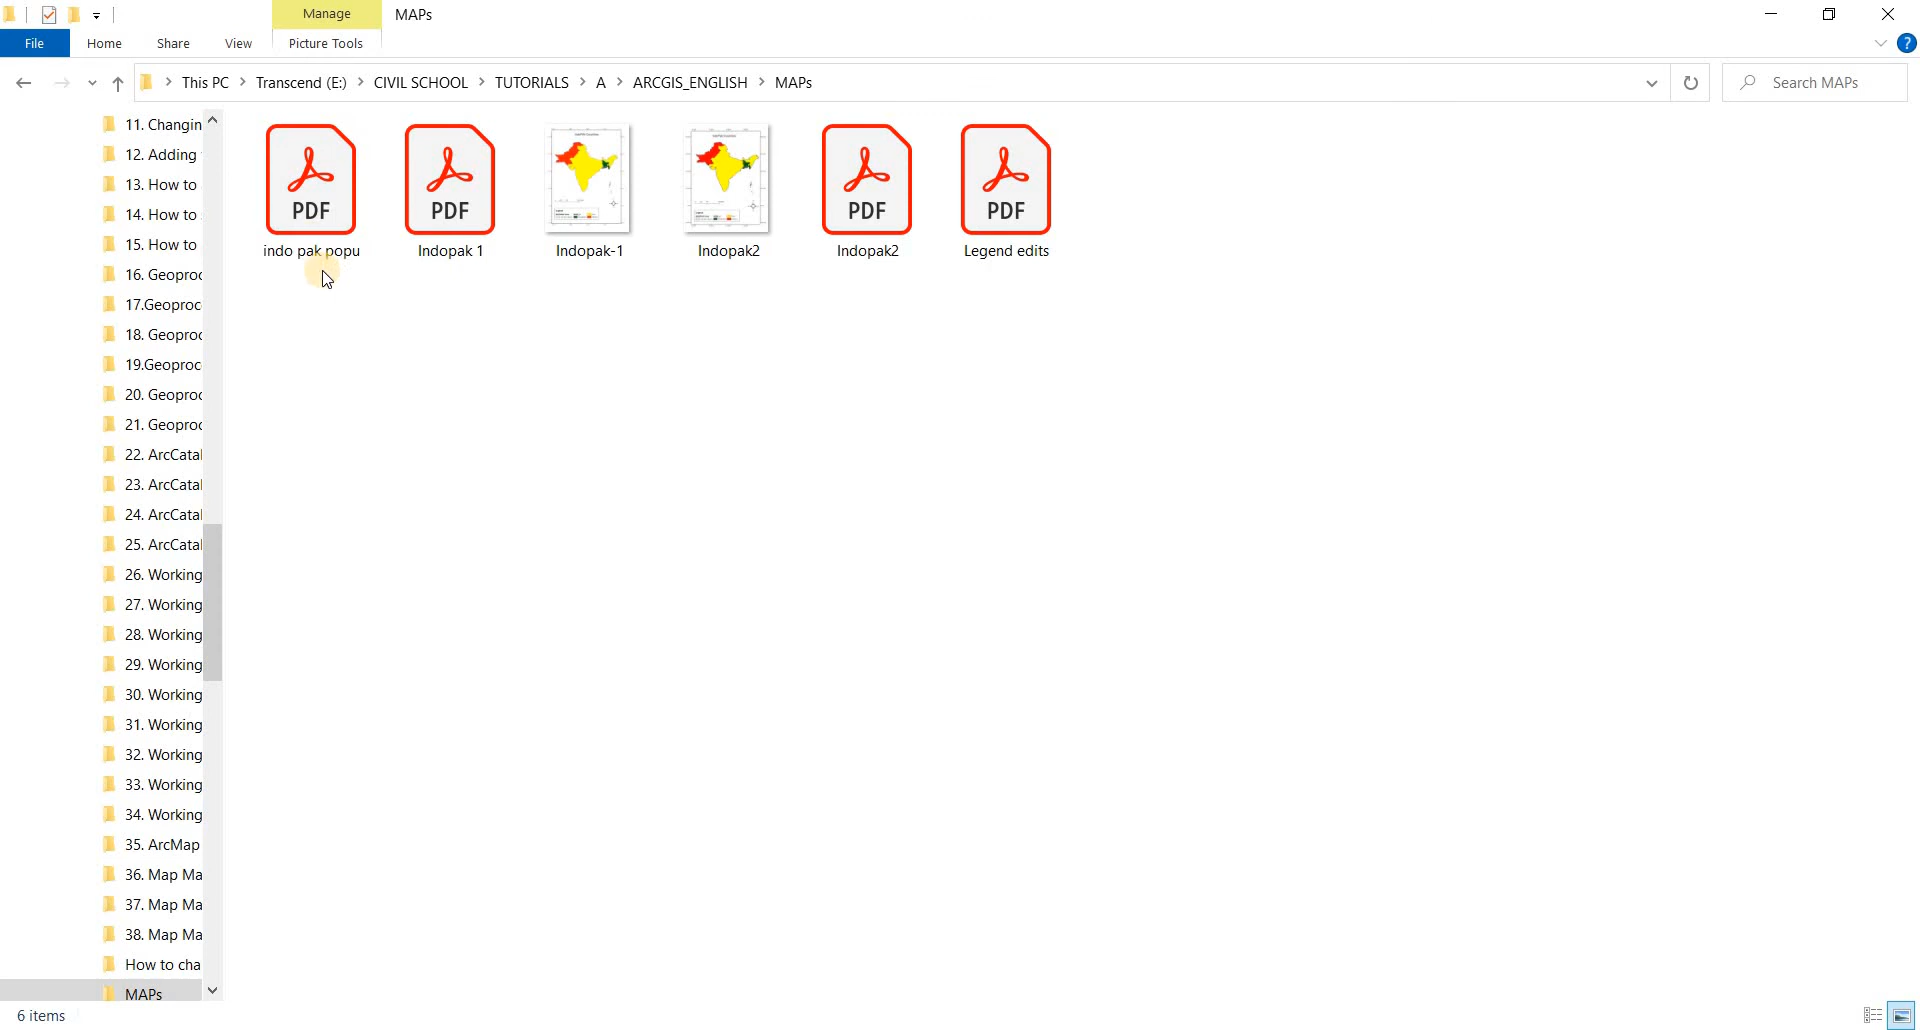 Manage
MAPs
File
Home
Share
View
Picture Tools
This PC > Transcend (E:) > CIVIL SCHOOL > TUTORIALS > A > ARCGIS_ENGLISH > MAPs
Search MAPs
11. Changin
12. Adding
13. How to
14. How to
15. How to
16. Geoproc
17.Geoproc
18. Geoproc
19.Geoproc
20. Geoproc
21. Geoproc
22. ArcCatal
23. ArcCatal
24. ArcCatal
25. ArcCatal
26. Working
27. Working
28. Working
29. Working
30. Working
31. Working
32. Working
33. Working
34. Working
35. ArcMap
36. Map Ma
37. Map Ma
38. Map Ma
How to cha
MAPs
PDF
indo pak popu
PDF
Indopak 1
Indopak-1
Indopak2
PDF
Indopak2
PDF
Legend edits
6 items